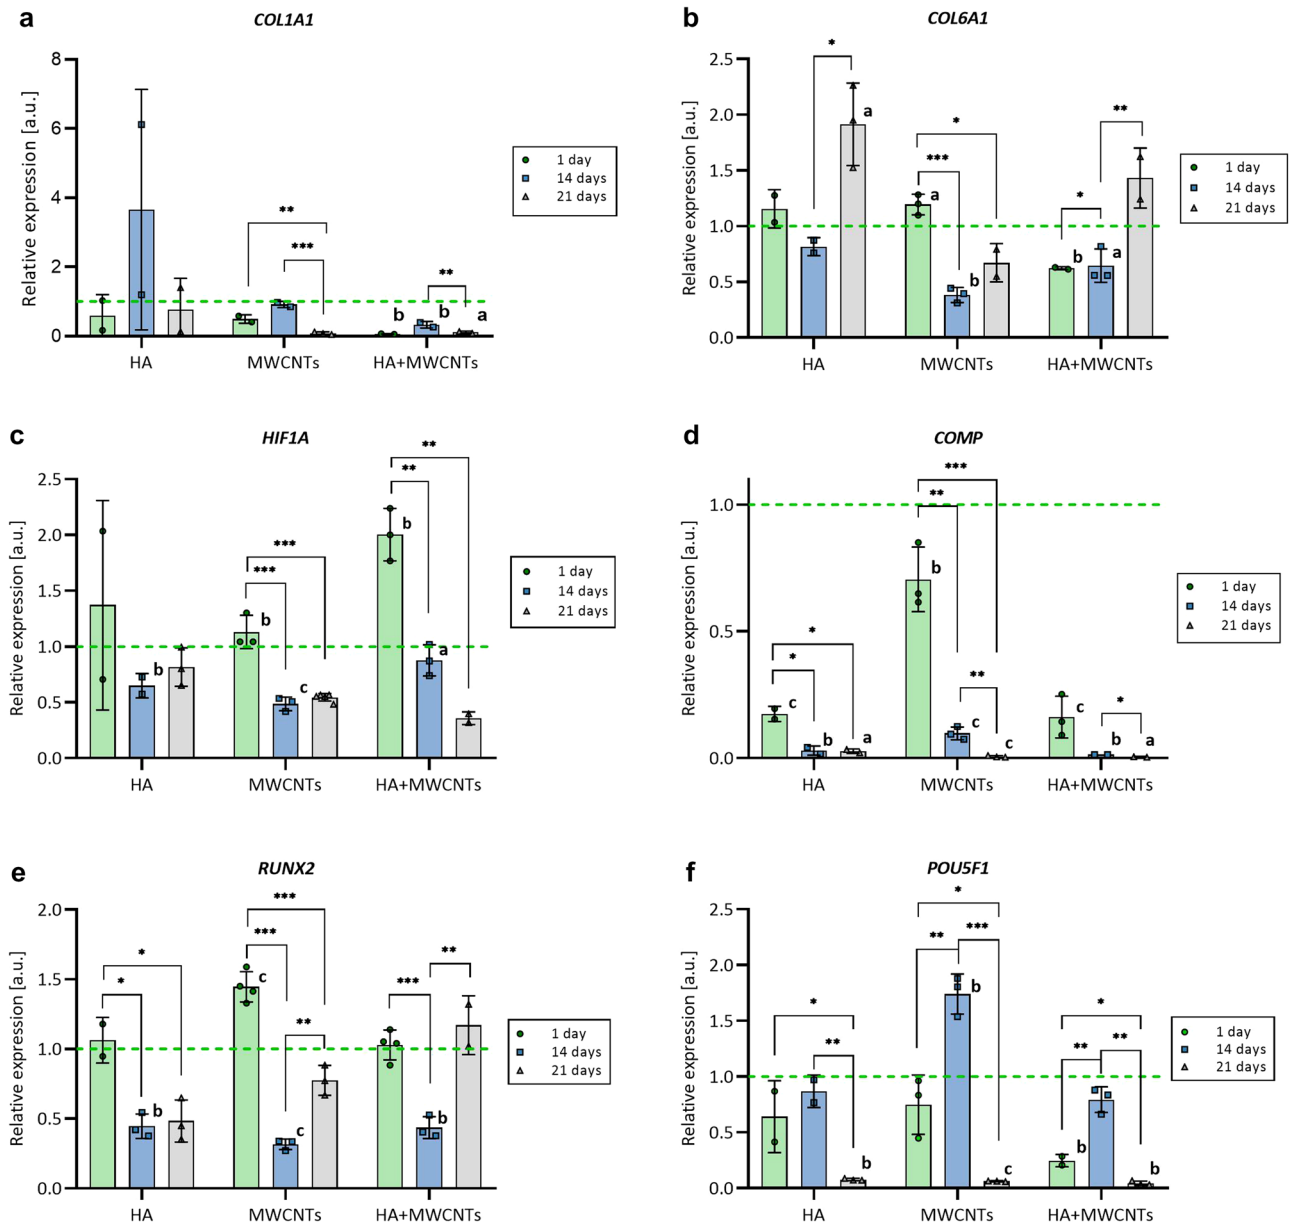 a
COL1A1
Relative expression [a.u.]
8
6
4
2
0
**
***
**
b
b
a
HA
MWCNTs
HA+MWCNTs
1 day
14 days
21 days
b
COL6A1
Relative expression [a.u.]
2.5
2.0
1.5
1.0
0.5
0.0
*
a
*
***
a
b
**
*
b
a
HA
MWCNTs
HA+MWCNTs
1 day
14 days
21 days
c
HIF1A
Relative expression [a.u.]
2.5
2.0
1.5
1.0
0.5
0.0
b
***
***
b
c
**
**
b
a
HA
MWCNTs
HA+MWCNTs
1 day
14 days
21 days
d
COMP
Relative expression [a.u.]
1.0
0.5
0.0
*
*
c
b
a
***
**
b
**
c
c
c
*
b
a
HA
MWCNTs
HA+MWCNTs
1 day
14 days
21 days
e
RUNX2
Relative expression [a.u.]
2.0
1.5
1.0
0.5
0.0
*
*
b
***
***
c
**
c
**
***
b
HA
MWCNTs
HA+MWCNTs
1 day
14 days
21 days
f
POU5F1
Relative expression [a.u.]
2.5
2.0
1.5
1.0
0.5
0.0
*
**
b
*
**
***
b
c
*
**
**
b
b
HA
MWCNTs
HA+MWCNTs
1 day
14 days
21 days